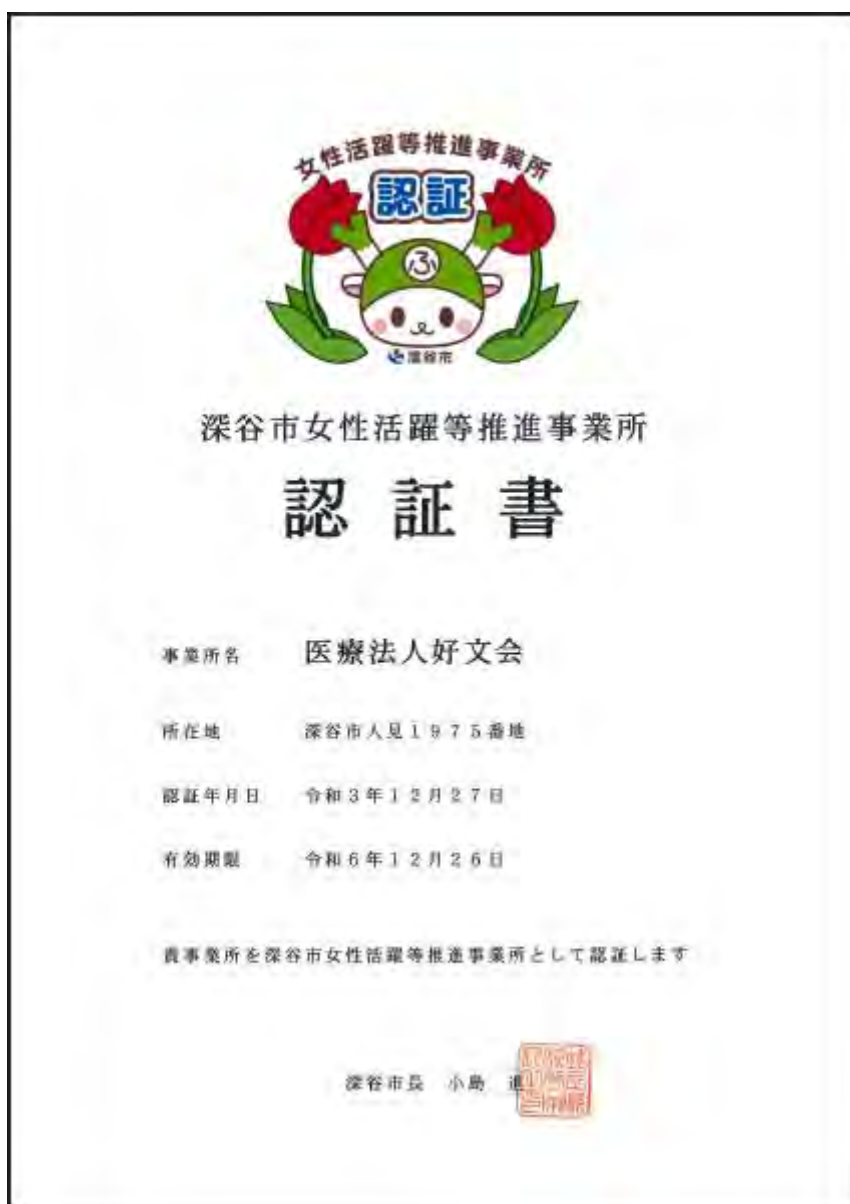 女性活躍等推進事業所
認証
ふ
深谷市
深谷市女性活躍等推進事業所
認証書
事業所名 医療法人好文会
所在地 深谷市人見１９７５番地
認証年月日 令和３年１２月２７日
有効期限 令和６年１２月２６日
貴事業所を深谷市女性活躍等推進事業所として認証します
深谷市長 小島 進